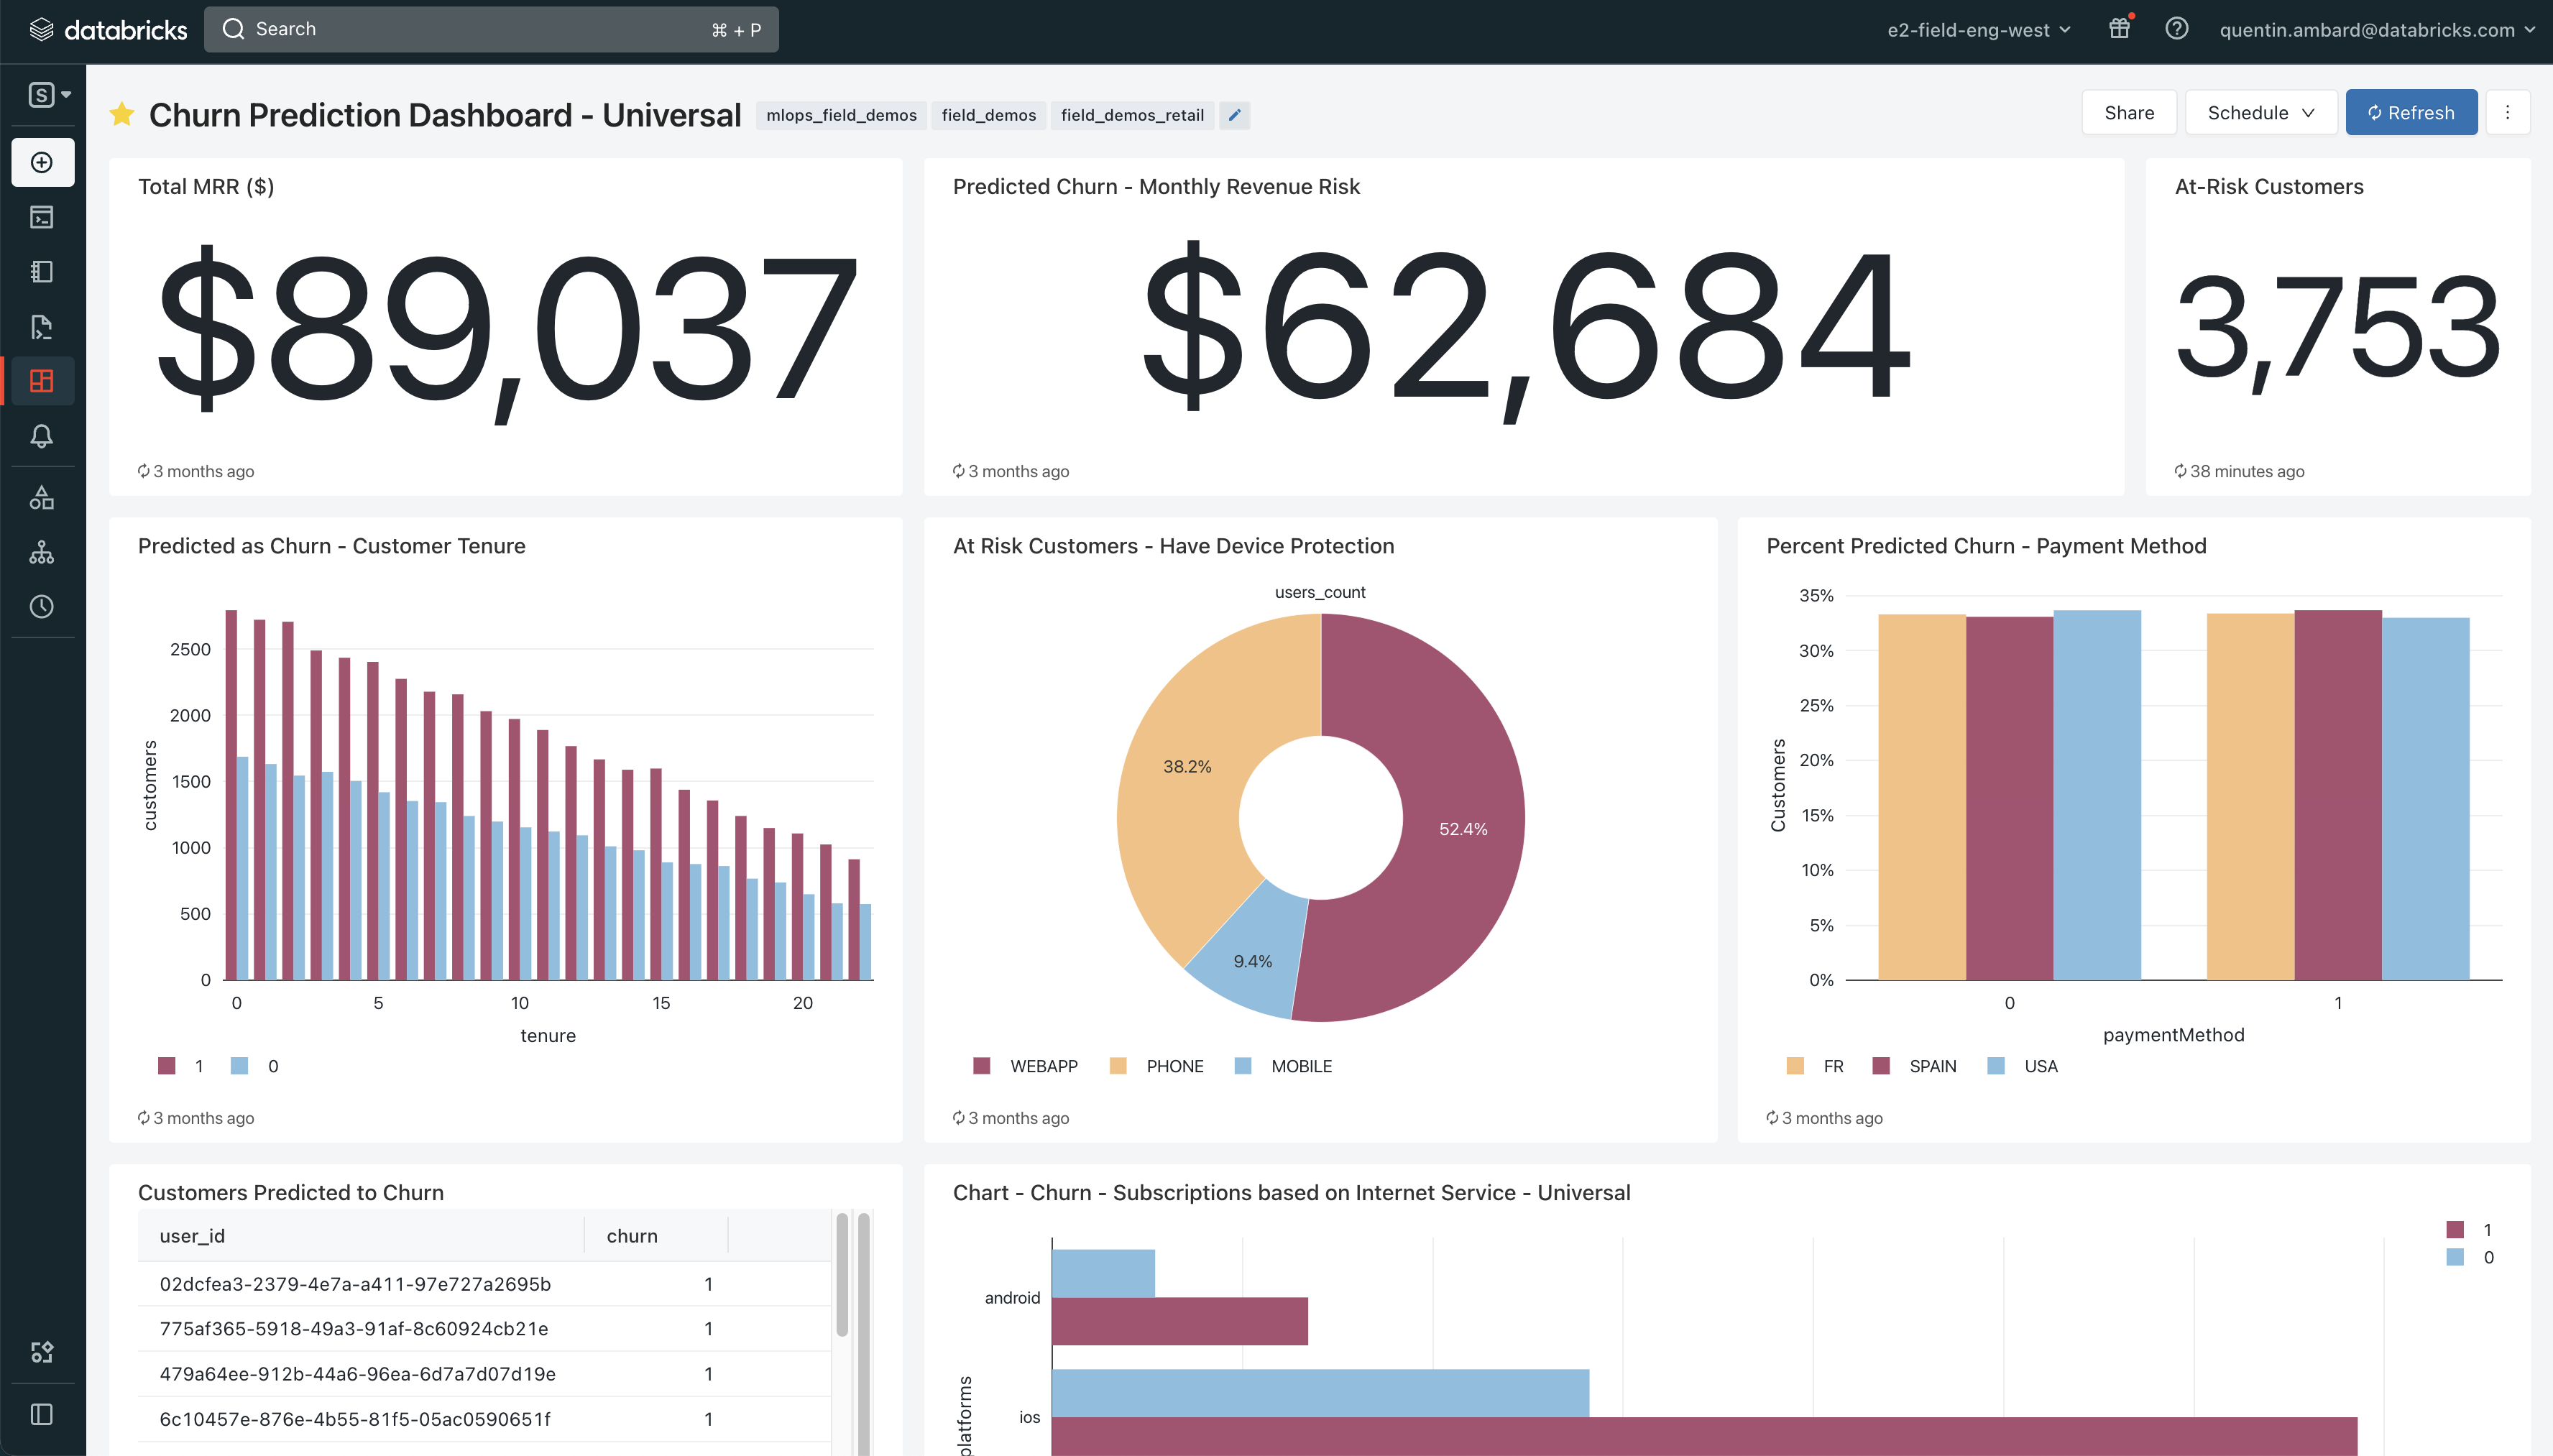 databricks
Search
⌘ + P
e2-field-eng-west
quentin.ambard@databricks.com
S
Churn Prediction Dashboard - Universal
mlops_field_demos
field_demos
field_demos_retail
Share
Schedule
Refresh
Total MRR ($)
$89,037
3 months ago
Predicted Churn - Monthly Revenue Risk
$62,684
3 months ago
At-Risk Customers
3,753
38 minutes ago
Predicted as Churn - Customer Tenure
customers
2500
2000
1500
1000
500
0
0 5 10 15 20
tenure
1 0
3 months ago
At Risk Customers - Have Device Protection
users_count
38.2%
52.4%
9.4%
WEBAPP PHONE MOBILE
3 months ago
Percent Predicted Churn - Payment Method
Customers
35%
30%
25%
20%
15%
10%
5%
0%
0 1
paymentMethod
FR SPAIN USA
3 months ago
Customers Predicted to Churn
user_id churn
02dcfea3-2379-4e7a-a411-97e727a2695b 1
775af365-5918-49a3-91af-8c60924cb21e 1
479a64ee-912b-44a6-96ea-6d7a7d07d19e 1
6c10457e-876e-4b55-81f5-05ac0590651f 1
Chart - Churn - Subscriptions based on Internet Service - Universal
1
0
android
ios
platforms